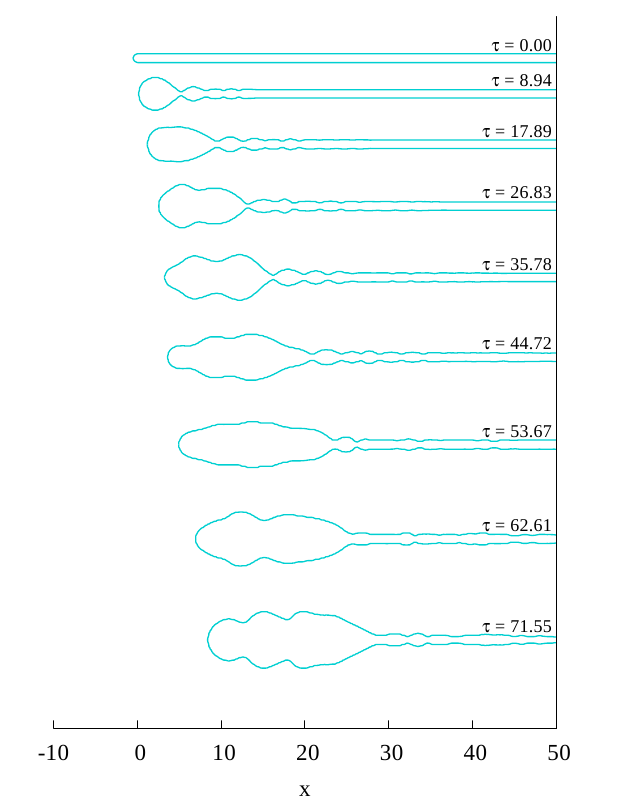 τ = 0.00
τ = 8.94
τ = 17.89
τ = 26.83
τ = 35.78
τ = 44.72
τ = 53.67
τ = 62.61
τ = 71.55
-10 0 10 20 30 40 50
x